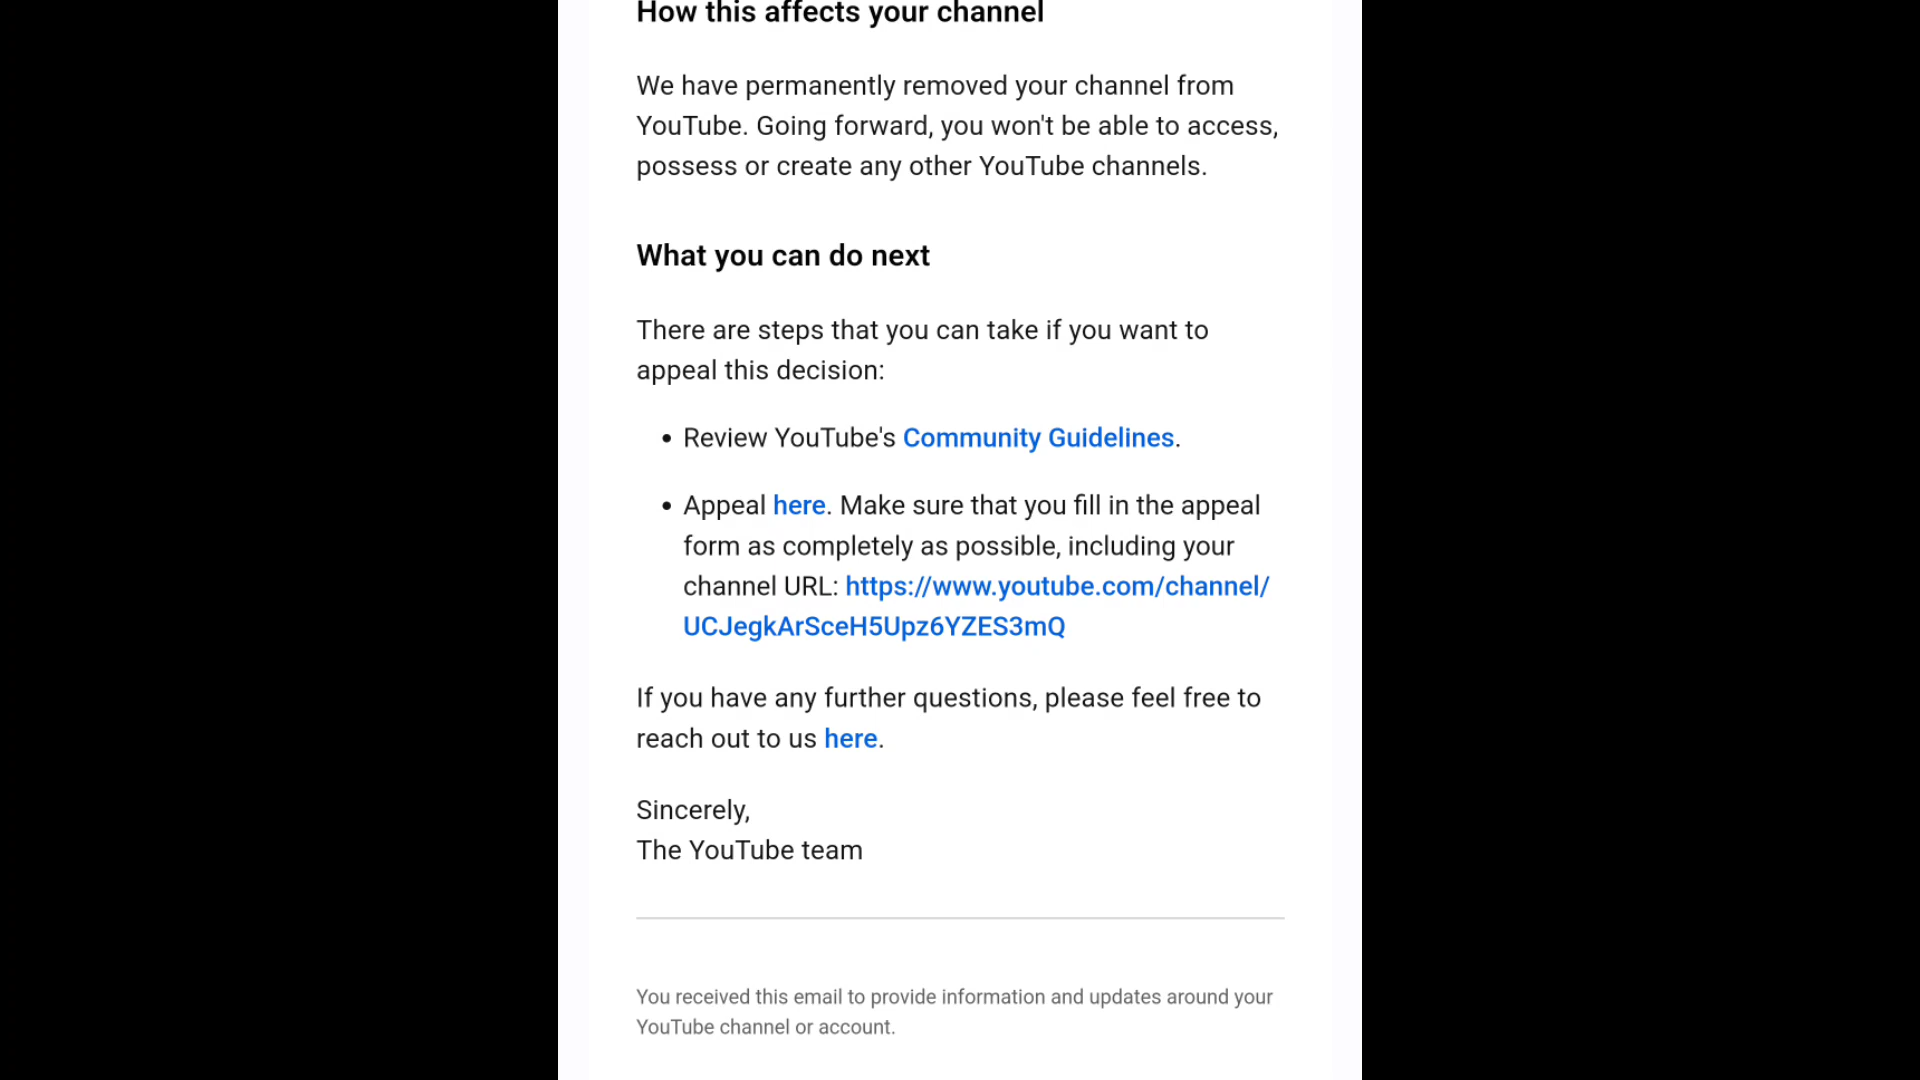 How this affects your channel
We have permanently removed your channel from
YouTube. Going forward, you won't be able to access,
possess or create any other YouTube channels.
What you can do next
There are steps that you can take if you want to
appeal this decision:
• Review YouTube's Community Guidelines.
• Appeal here. Make sure that you fill in the appeal
form as completely as possible, including your
channel URL: https://www.youtube.com/channel/
UCJegkArSceH5Upz6YZES3mQ
If you have any further questions, please feel free to
reach out to us here.
Sincerely,
The YouTube team
You received this email to provide information and updates around your
YouTube channel or account.